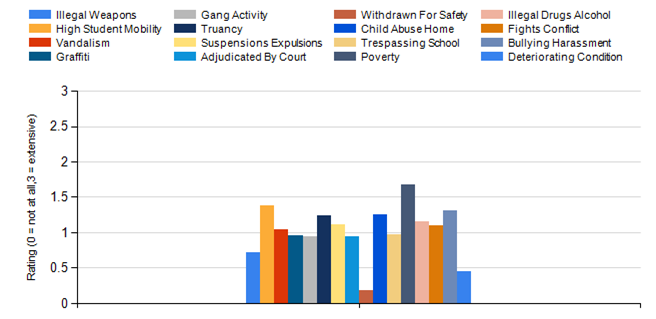 Illegal Weapons Gang Activity Withdrawn For Safety Illegal Drugs Alcohol
High Student Mobility Truancy Child Abuse Home Fights Conflict
Vandalism Suspensions Expulsions Trespassing School Bullying Harassment
Graffiti Adjudicated By Court Poverty Deteriorating Condition
Rating (0 = not at all,3 = extensive)
3
2.5
2
1.5
1
0.5
0